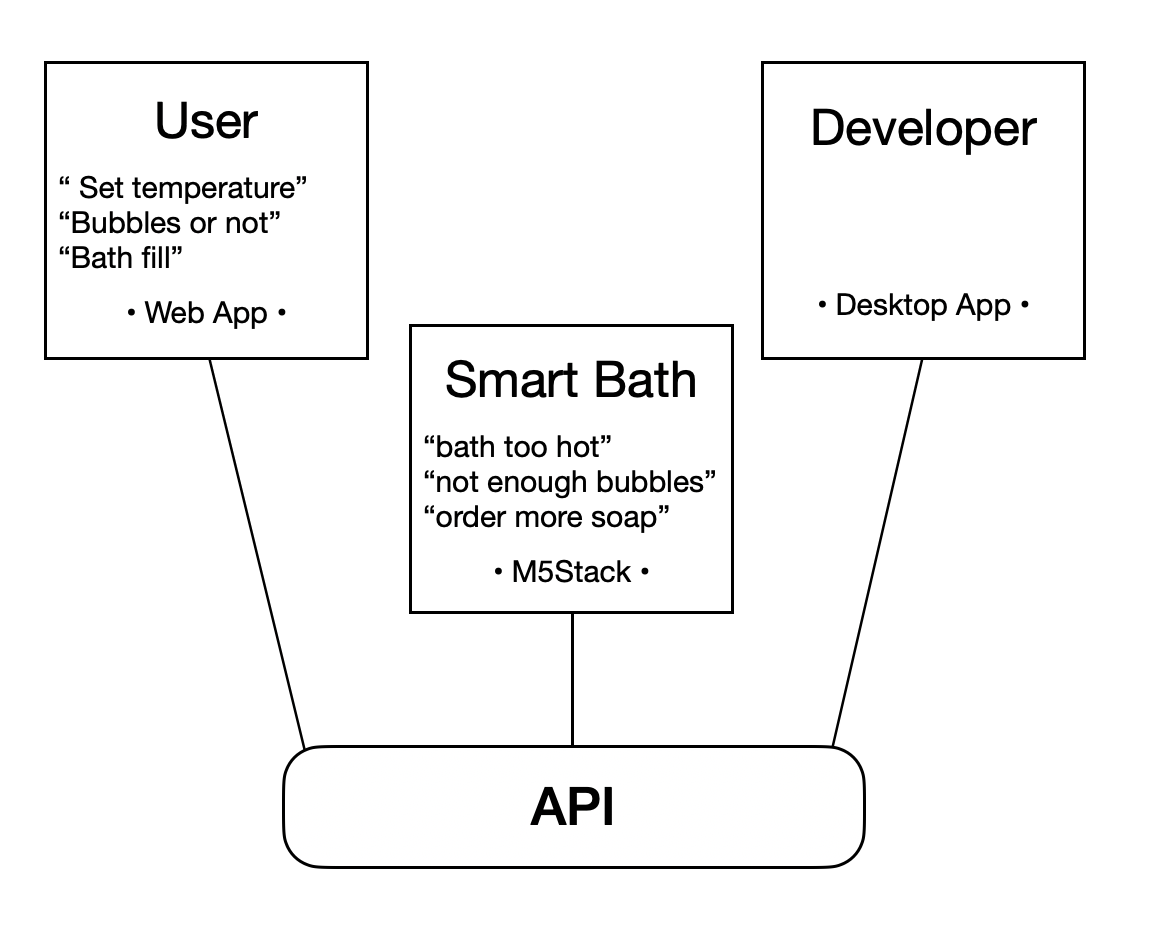 User
“ Set temperature”
“Bubbles or not”
“Bath fill”
• Web App •
Developer
• Desktop App •
Smart Bath
“bath too hot”
“not enough bubbles”
“order more soap”
• M5Stack •
API